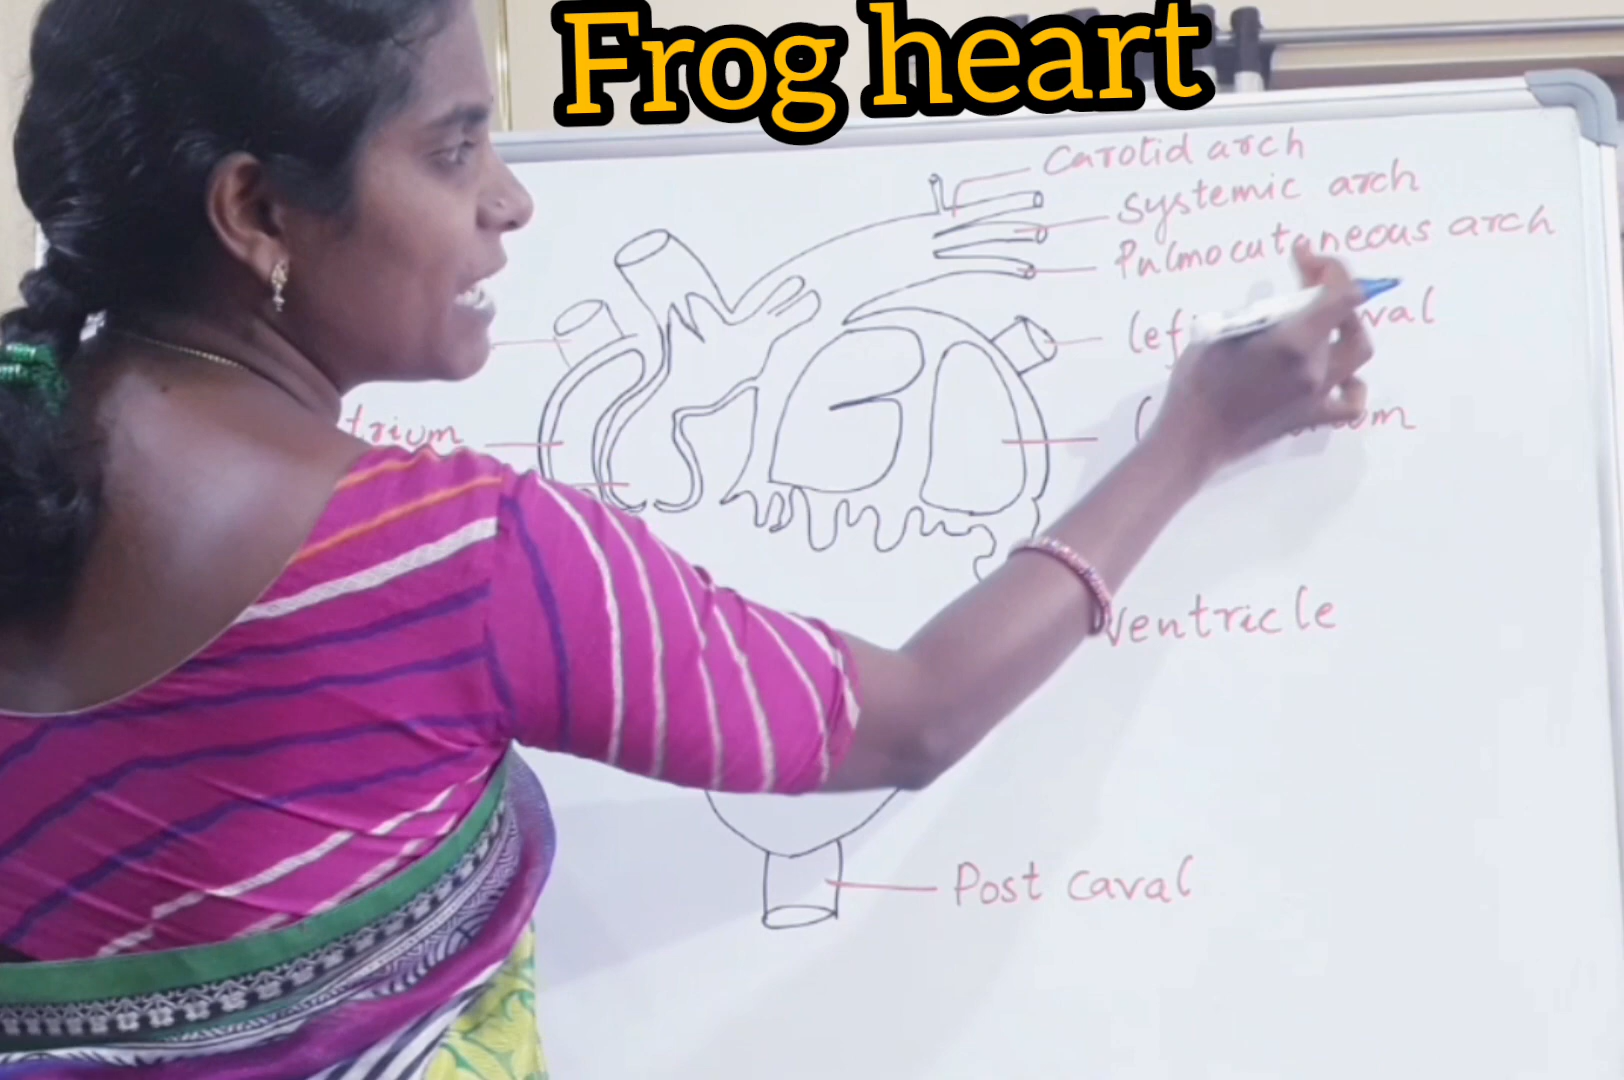 Frog heart
Carotid arch
Systemic arch
Pulmocutaneous arch
Ventricle
Post caval